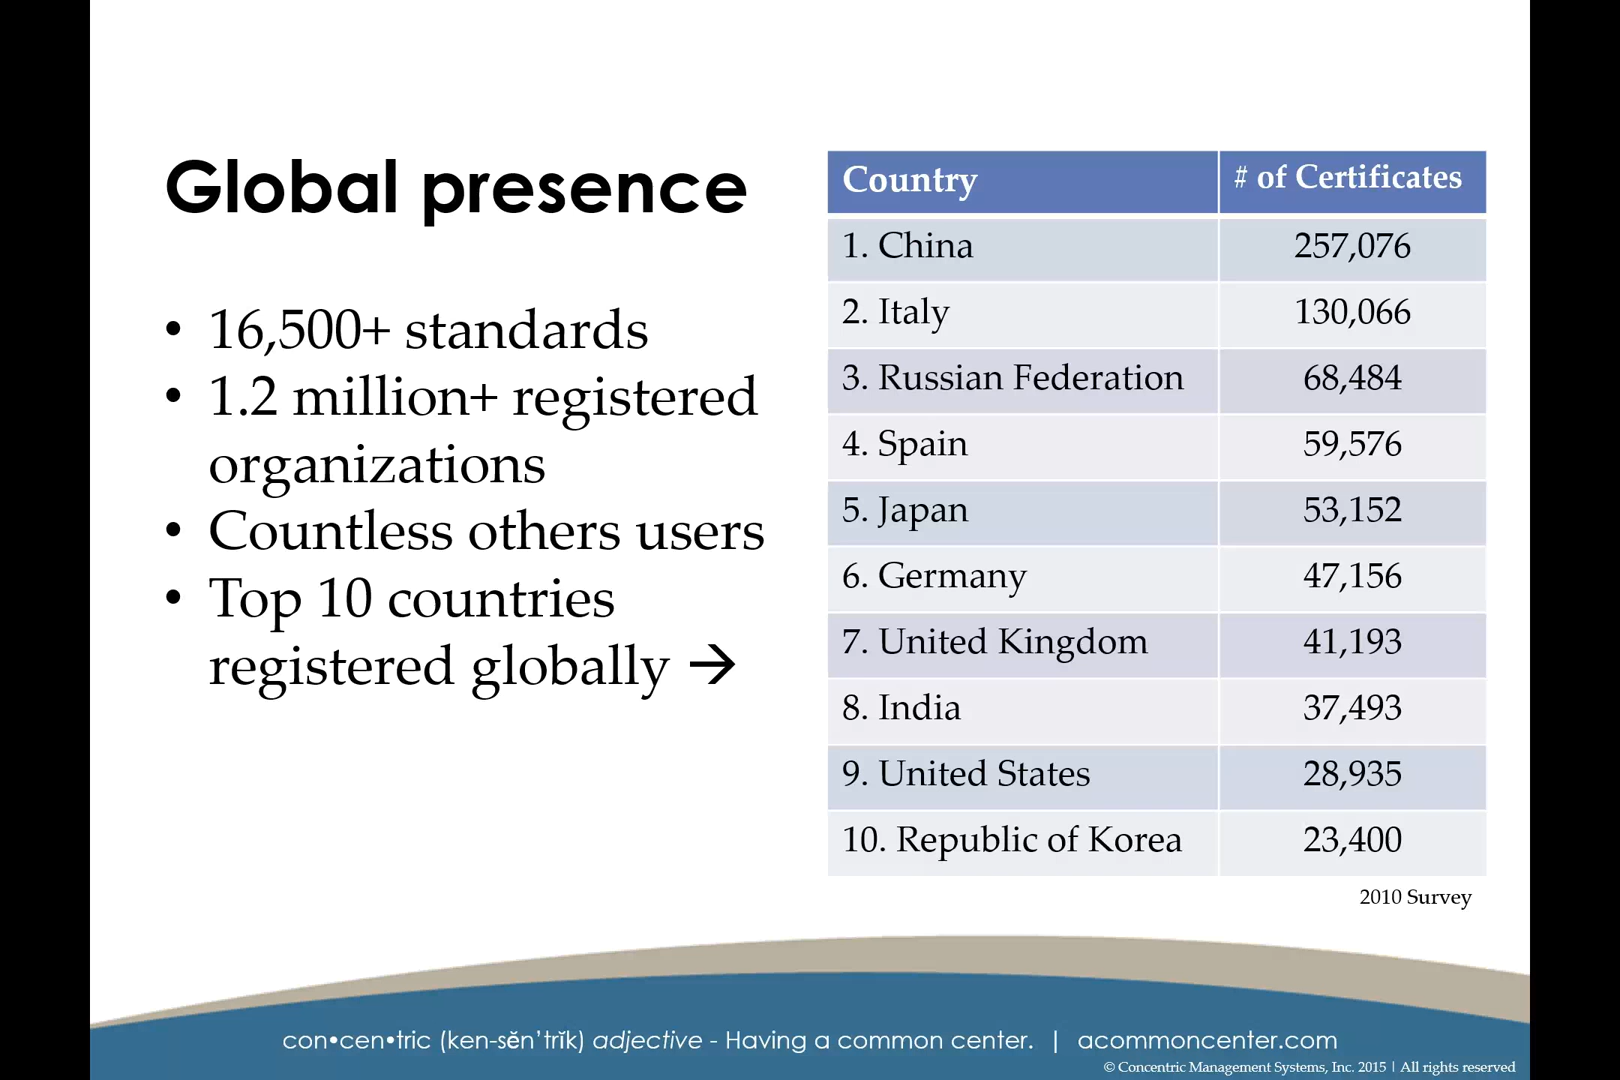 Global presence
• 16,500+ standards
• 1.2 million+ registered
organizations
• Countless others users
• Top 10 countries
registered globally →
Country # of Certificates
1. China 257,076
2. Italy 130,066
3. Russian Federation 68,484
4. Spain 59,576
5. Japan 53,152
6. Germany 47,156
7. United Kingdom 41,193
8. India 37,493
9. United States 28,935
10. Republic of Korea 23,400
2010 Survey
con•cen•tric (ken-sĕn’trĭk) adjective - Having a common center. | acommoncenter.com
© Concentric Management Systems, Inc. 2015 | All rights reserved